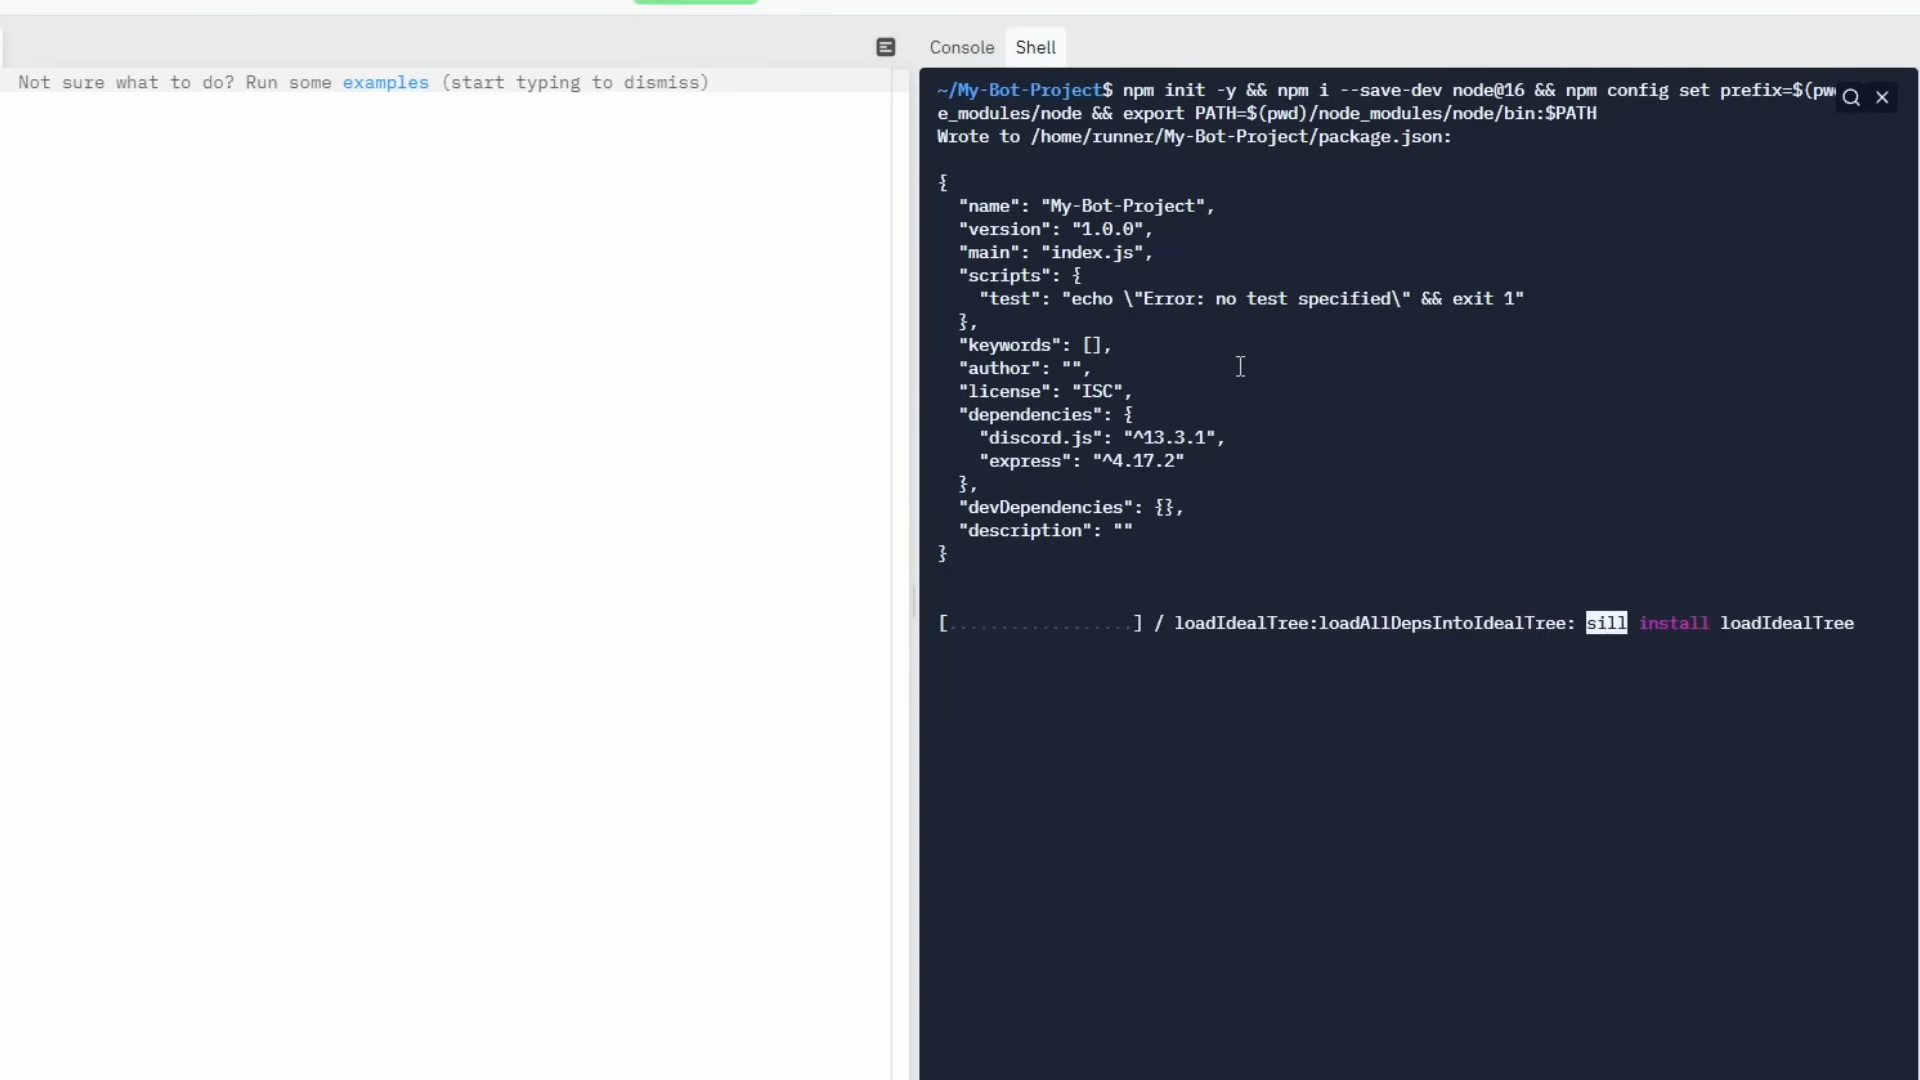 Console
Shell
Not sure what to do? Run some examples (start typing to dismiss)
~/My-Bot-Project$ npm init -y && npm i --save-dev node@16 && npm config set prefix=$(pw
e_modules/node && export PATH=$(pwd)/node_modules/node/bin:$PATH
Wrote to /home/runner/My-Bot-Project/package.json:
{
"name": "My-Bot-Project",
"version": "1.0.0",
"main": "index.js",
"scripts": {
"test": "echo \"Error: no test specified\" && exit 1"
},
"keywords": [],
"author": "",
"license": "ISC",
"dependencies": {
"discord.js": "^13.3.1",
"express": "^4.17.2"
},
"devDependencies": {},
"description": ""
}
[..................] / loadIdealTree:loadAllDepsIntoIdealTree: sill install loadIdealTree